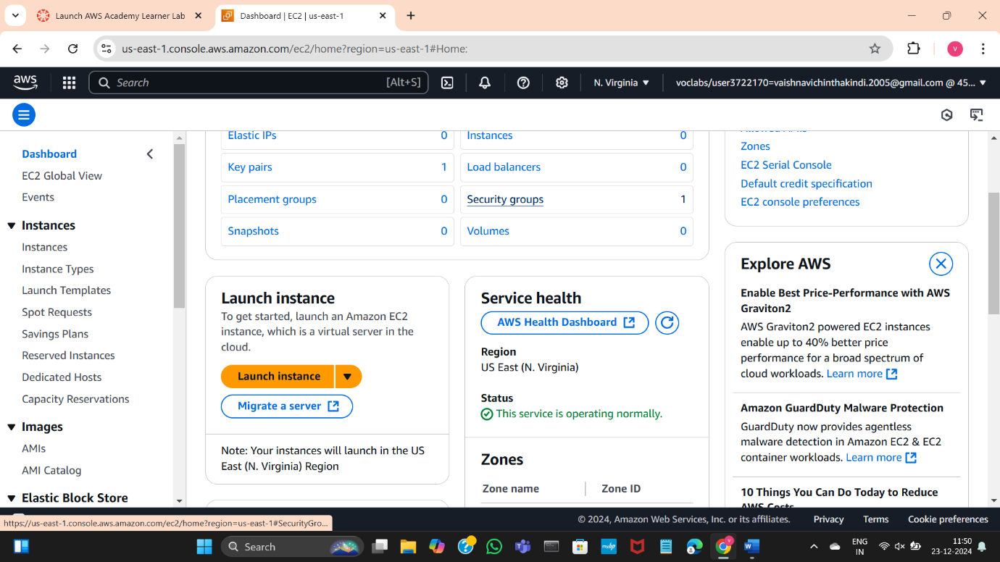 Launch AWS Academy Learner Lab
Dashboard | EC2 | us-east-1
us-east-1.console.aws.amazon.com/ec2/home?region=us-east-1#Home:
V
aws
Search
[Alt+S]
N. Virginia
voclabs/user3722170=vaishnavichinthakindi.2005@gmail.com @ 45...
Dashboard
EC2 Global View
Events
Instances
Instances
Instance Types
Launch Templates
Spot Requests
Savings Plans
Reserved Instances
Dedicated Hosts
Capacity Reservations
Images
AMIs
AMI Catalog
Elastic Block Store
Elastic IPs 0
Instances 0
Key pairs 1
Load balancers 0
Placement groups 0
Security groups 1
Snapshots 0
Volumes 0
Launch instance
To get started, launch an Amazon EC2
instance, which is a virtual server in the
cloud.
Launch instance
Migrate a server
Note: Your instances will launch in the US
East (N. Virginia) Region
Service health
AWS Health Dashboard
Region
US East (N. Virginia)
Status
This service is operating normally.
Zones
Zone name
Zone ID
Zones
EC2 Serial Console
Default credit specification
EC2 console preferences
Explore AWS
Enable Best Price-Performance with AWS
Graviton2
AWS Graviton2 powered EC2 instances
enable up to 40% better price
performance for a broad spectrum of
cloud workloads. Learn more
Amazon GuardDuty Malware Protection
GuardDuty now provides agentless
malware detection in Amazon EC2 & EC2
container workloads. Learn more
10 Things You Can Do Today to Reduce
AWS Costs
https://us-east-1.console.aws.amazon.com/ec2/home?region=us-east-1#SecurityGro...
© 2024, Amazon Web Services, Inc. or its affiliates.
Privacy
Terms
Cookie preferences
Search
ENG
IN
11:50
23-12-2024